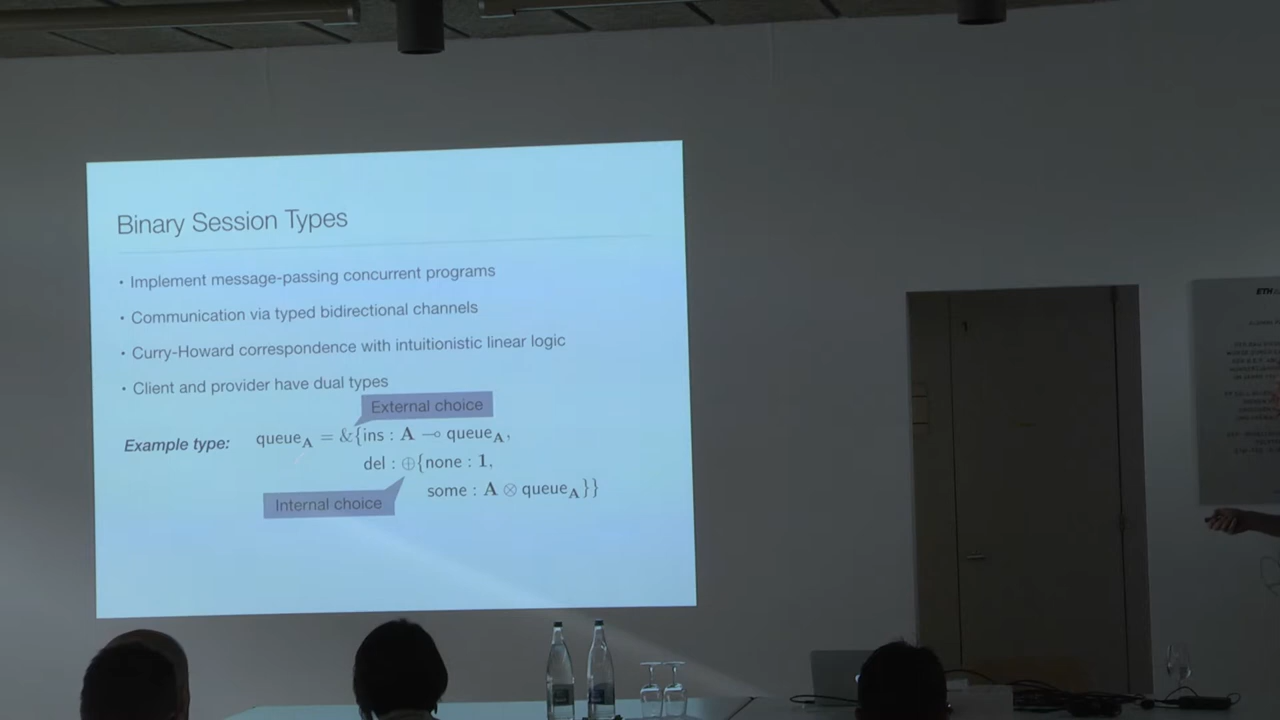 Binary Session Types
• Implement message-passing concurrent programs
• Communication via typed bidirectional channels
• Curry-Howard correspondence with intuitionistic linear logic
• Client and provider have dual types
External choice
Example type: queue_A = &{ins : A ⊸ queue_A,
del : ⊕{none : 1,
some : A ⊗ queue_A}}
Internal choice
ETH